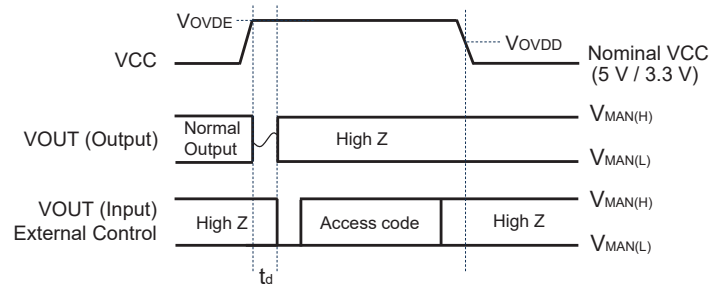 VOVDE
VOVDD
VCC
Nominal VCC
(5 V / 3.3 V)
VOUT (Output)
Normal
Output
High Z
VMAN(H)
VMAN(L)
VOUT (Input)
External Control
High Z
Access code
High Z
VMAN(H)
VMAN(L)
td